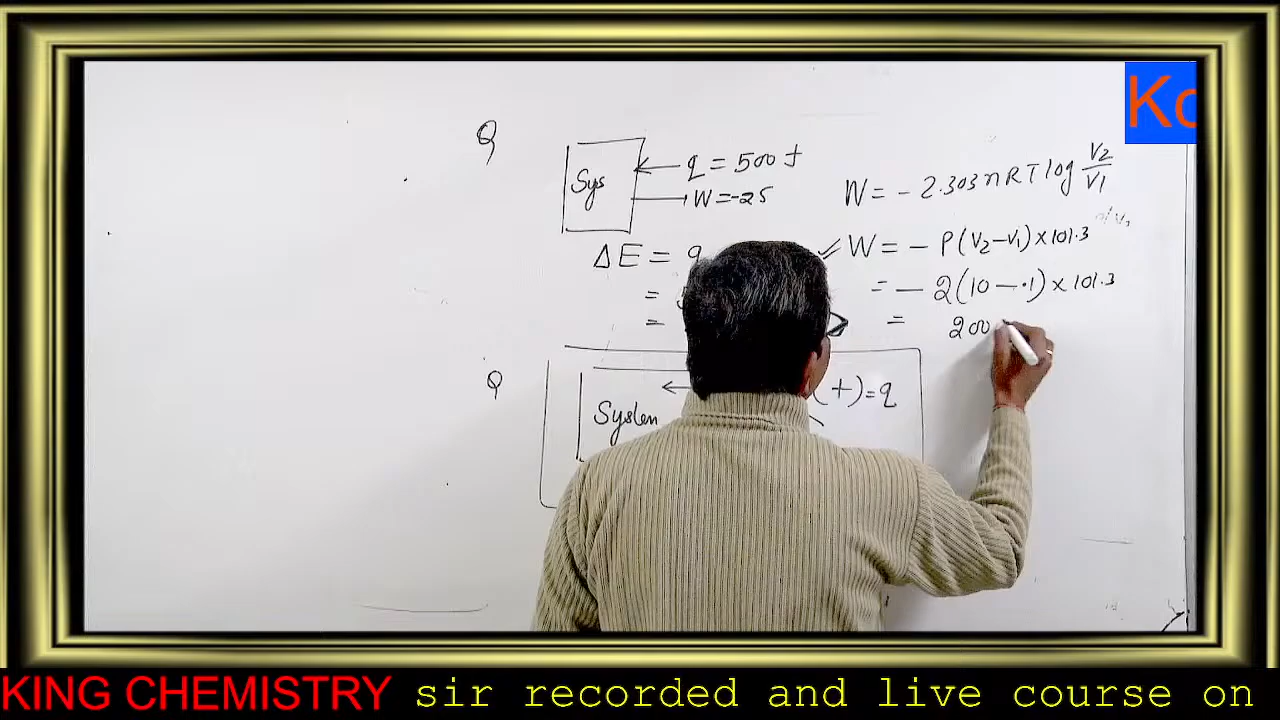 Kc
Q
Sys
q = 500 J
W = -25
W = - 2.303 n R T log V2/V1
ΔE = q
✓ W = - P (V2 - V1) × 101.3
=
= - 2 (10 - .1) × 101.3
=
= 200
Q
System
(+) = q
KING CHEMISTRY sir recorded and live course on